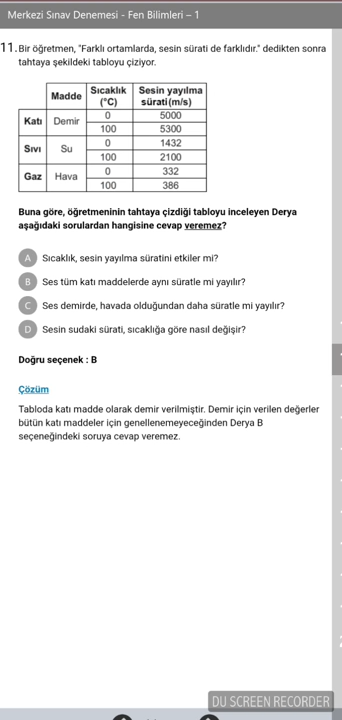 Merkezi Sınav Denemesi - Fen Bilimleri – 1
11. Bir öğretmen, "Farklı ortamlarda, sesin sürati de farklıdır." dedikten sonra
tahtaya şekildeki tabloyu çiziyor.
Madde Sıcaklık (°C) Sesin yayılma sürati(m/s)
Katı Demir 0 5000
100 5300
Sıvı Su 0 1432
100 2100
Gaz Hava 0 332
100 386
Buna göre, öğretmeninin tahtaya çizdiği tabloyu inceleyen Derya
aşağıdaki sorulardan hangisine cevap veremez?
A Sıcaklık, sesin yayılma süratini etkiler mi?
B Ses tüm katı maddelerde aynı süratle mi yayılır?
C Ses demirde, havada olduğundan daha süratle mi yayılır?
D Sesin sudaki sürati, sıcaklığa göre nasıl değişir?
Doğru seçenek : B
Çözüm
Tabloda katı madde olarak demir verilmiştir. Demir için verilen değerler
bütün katı maddeler için genellenemeyeceğinden Derya B
seçeneğindeki soruya cevap veremez.
DU SCREEN RECORDER